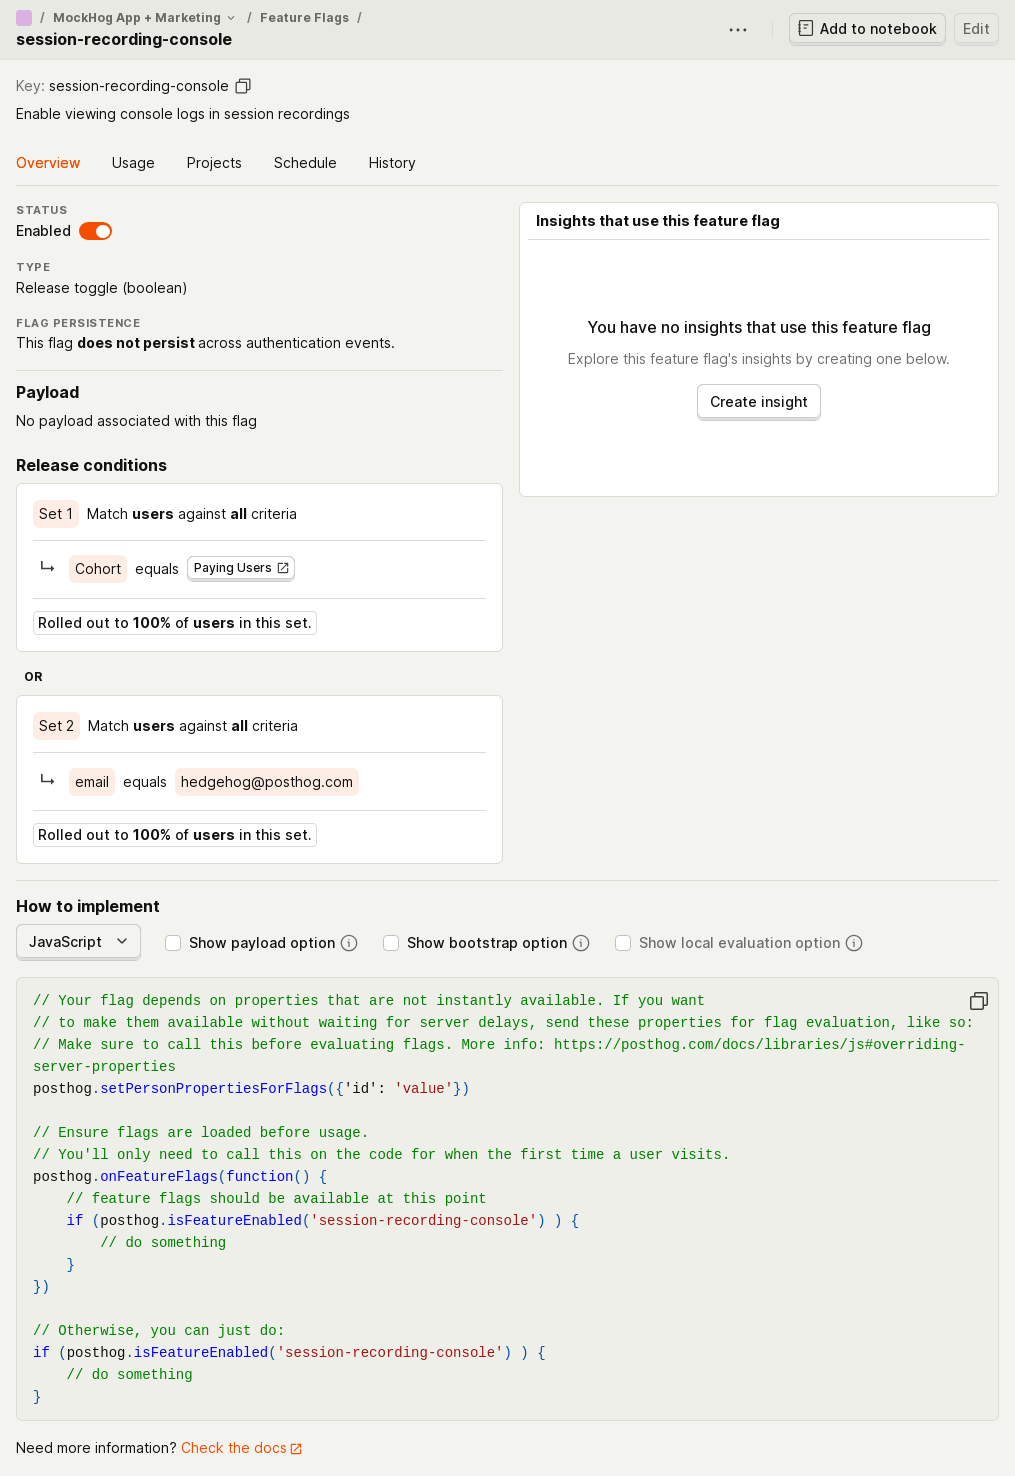 / MockHog App + Marketing / Feature Flags /
session-recording-console
Add to notebook
Edit
Key: session-recording-console
Enable viewing console logs in session recordings
Overview Usage Projects Schedule History
STATUS
Enabled
TYPE
Release toggle (boolean)
FLAG PERSISTENCE
This flag does not persist across authentication events.
Payload
No payload associated with this flag
Release conditions
Set 1 Match users against all criteria
Cohort equals Paying Users
Rolled out to 100% of users in this set.
OR
Set 2 Match users against all criteria
email equals hedgehog@posthog.com
Rolled out to 100% of users in this set.
Insights that use this feature flag
You have no insights that use this feature flag
Explore this feature flag's insights by creating one below.
Create insight
How to implement
JavaScript Show payload option Show bootstrap option Show local evaluation option
// Your flag depends on properties that are not instantly available. If you want
// to make them available without waiting for server delays, send these properties for flag evaluation, like so:
// Make sure to call this before evaluating flags. More info: https://posthog.com/docs/libraries/js#overriding-
server-properties
posthog.setPersonPropertiesForFlags({'id': 'value'})
// Ensure flags are loaded before usage.
// You'll only need to call this on the code for when the first time a user visits.
posthog.onFeatureFlags(function() {
    // feature flags should be available at this point
    if (posthog.isFeatureEnabled('session-recording-console') ) {
        // do something
    }
})
// Otherwise, you can just do:
if (posthog.isFeatureEnabled('session-recording-console') ) {
    // do something
}
Need more information? Check the docs